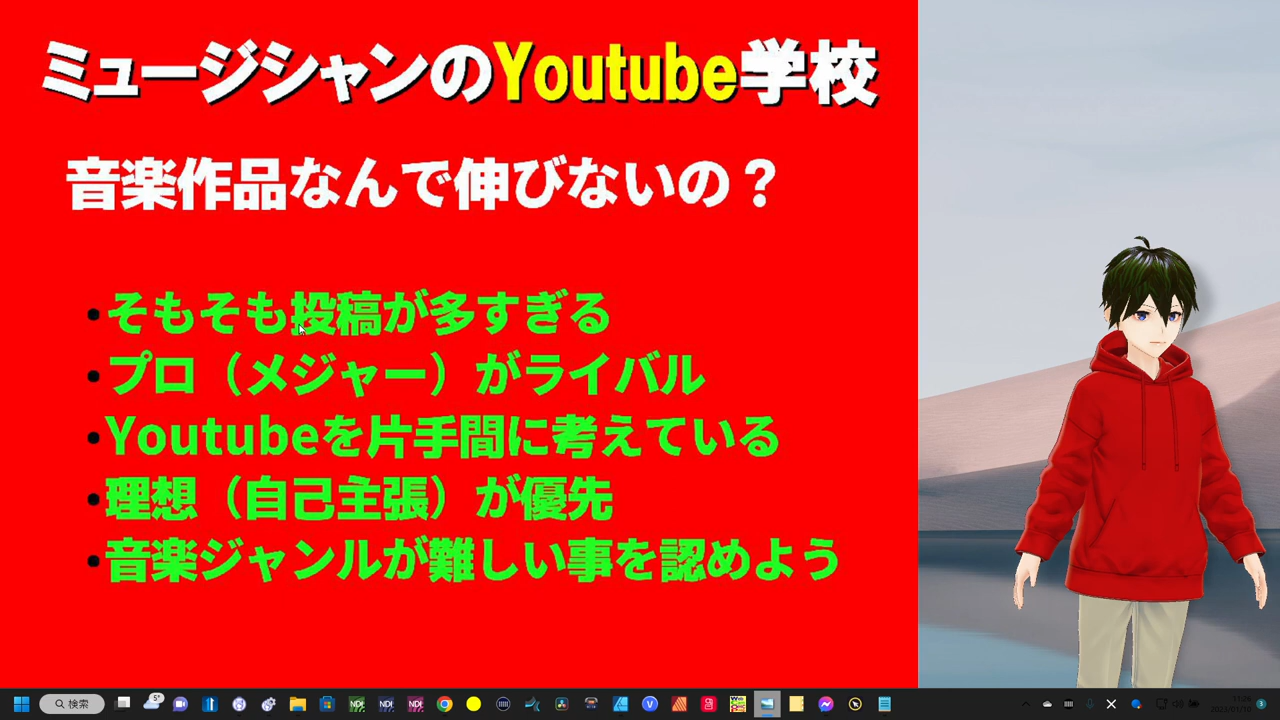 ミュージシャンのYoutube学校
音楽作品なんで伸びないの？
・そもそも投稿が多すぎる
・プロ（メジャー）がライバル
・Youtubeを片手間に考えている
・理想（自己主張）が優先
・音楽ジャンルが難しい事を認めよう
検索
5°
NDI
NDI
NDI